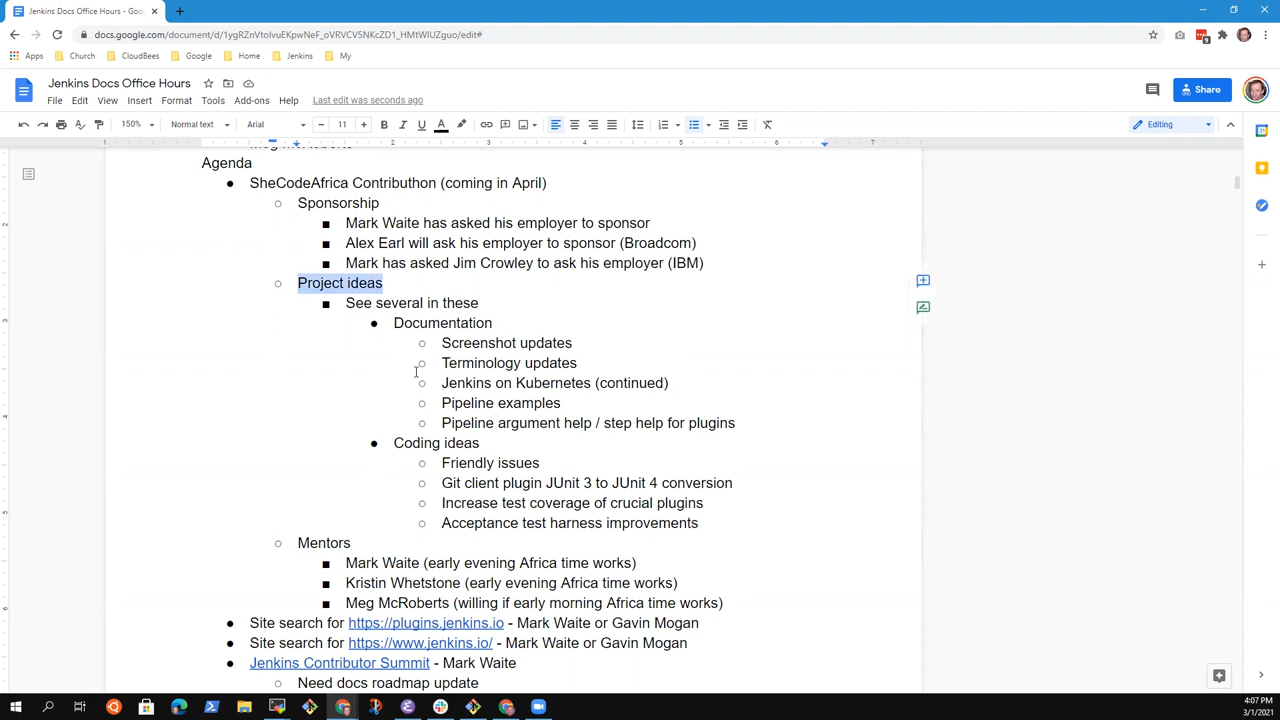 Jenkins Docs Office Hours - Goo
docs.google.com/document/d/1ygRZnVtoIvuEKpwNeF_oVRVCV5NKcZD1_HMtWIUZguo/edit#
Apps Church CloudBees Google Home Jenkins My
Jenkins Docs Office Hours
File Edit View Insert Format Tools Add-ons Help Last edit was seconds ago
Share
150% Normal text Arial 11 Editing
1 1 2 3 4 5 6 7
Agenda
SheCodeAfrica Contributhon (coming in April)
Sponsorship
Mark Waite has asked his employer to sponsor
Alex Earl will ask his employer to sponsor (Broadcom)
Mark has asked Jim Crowley to ask his employer (IBM)
Project ideas
See several in these
Documentation
Screenshot updates
Terminology updates
Jenkins on Kubernetes (continued)
Pipeline examples
Pipeline argument help / step help for plugins
Coding ideas
Friendly issues
Git client plugin JUnit 3 to JUnit 4 conversion
Increase test coverage of crucial plugins
Acceptance test harness improvements
Mentors
Mark Waite (early evening Africa time works)
Kristin Whetstone (early evening Africa time works)
Meg McRoberts (willing if early morning Africa time works)
Site search for https://plugins.jenkins.io - Mark Waite or Gavin Mogan
Site search for https://www.jenkins.io/ - Mark Waite or Gavin Mogan
Jenkins Contributor Summit - Mark Waite
Need docs roadmap update
4:07 PM
3/1/2021